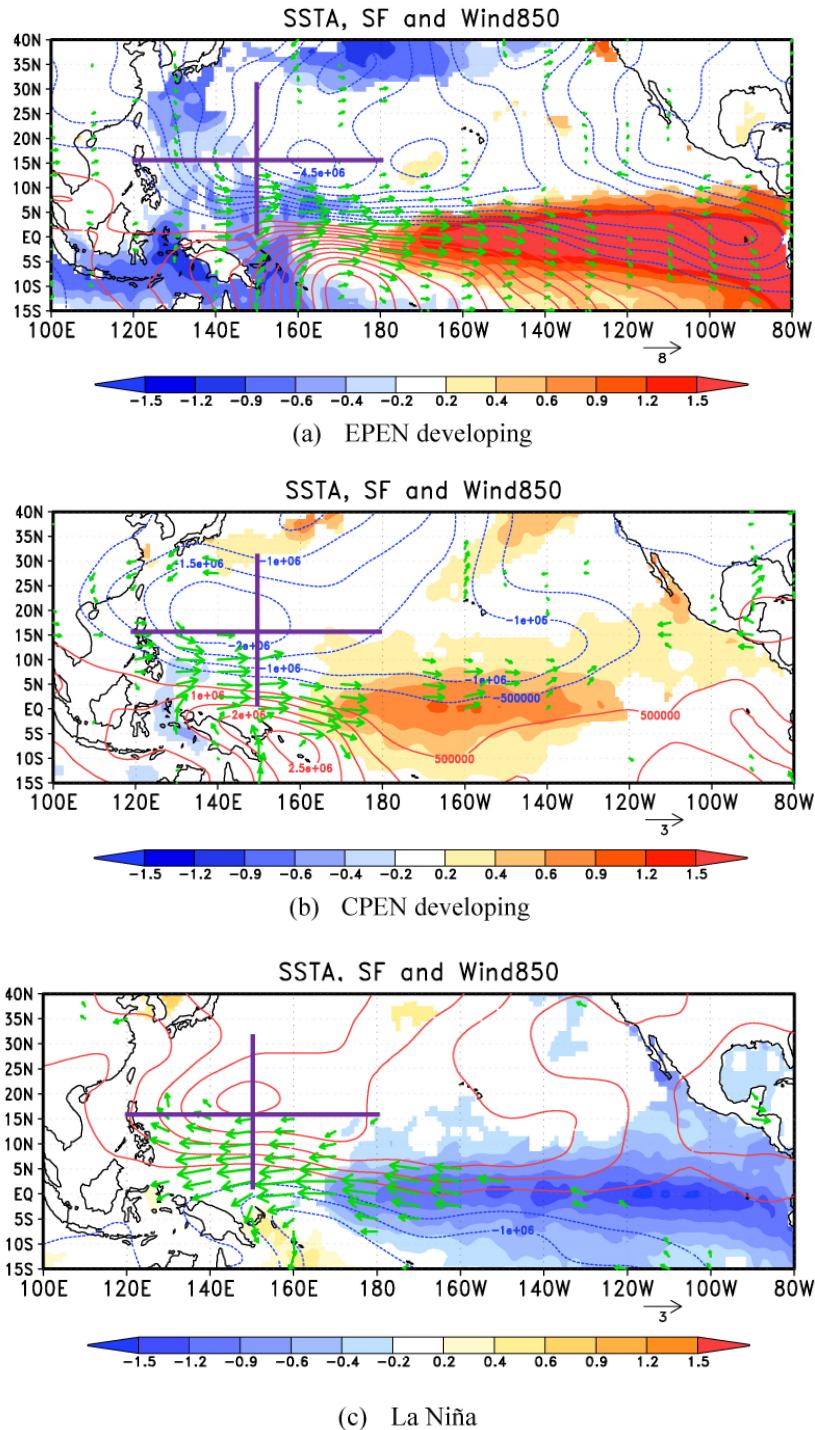 SSTA, SF and Wind850
40N
35N
30N
25N
20N
15N
10N
5N
EQ
5S
10S
15S
-4.5e+06
100E 120E 140E 160E 180 160W 140W 120W 100W 80W
8
-1.5 -1.2 -0.9 -0.6 -0.4 -0.2 0.2 0.4 0.6 0.9 1.2 1.5
(a) EPEN developing
SSTA, SF and Wind850
40N
35N
30N
25N
20N
15N
10N
5N
EQ
5S
10S
15S
-1.5e+06
-1e+06
-2e+06
-1e+06
-1e+06
-1e+06
-500000
1e+06
2e+06
2.5e+06
500000
500000
100E 120E 140E 160E 180 160W 140W 120W 100W 80W
3
-1.5 -1.2 -0.9 -0.6 -0.4 -0.2 0.2 0.4 0.6 0.9 1.2 1.5
(b) CPEN developing
SSTA, SF and Wind850
40N
35N
30N
25N
20N
15N
10N
5N
EQ
5S
10S
15S
-1e+06
100E 120E 140E 160E 180 160W 140W 120W 100W 80W
3
-1.5 -1.2 -0.9 -0.6 -0.4 -0.2 0.2 0.4 0.6 0.9 1.2 1.5
(c) La Niña